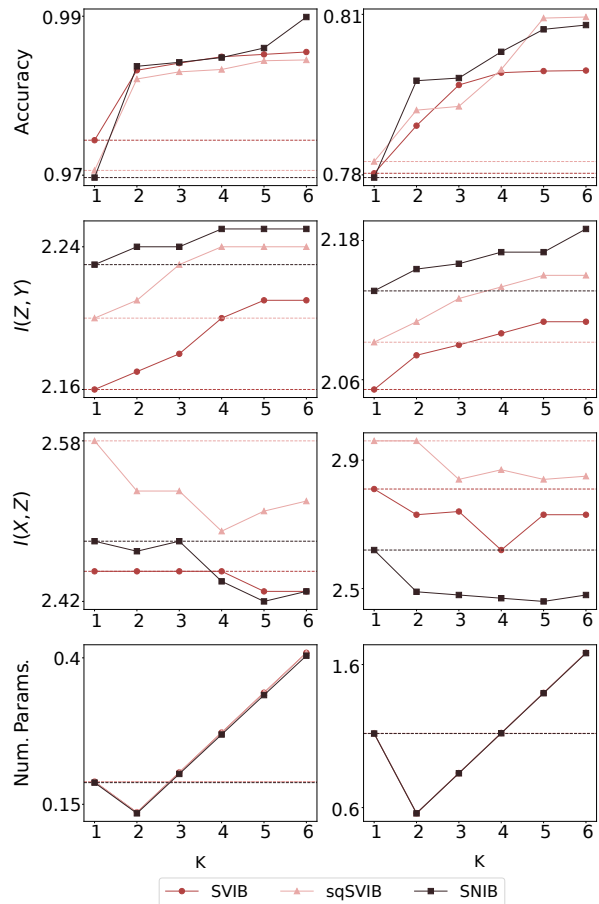 0.99
0.97
Accuracy
1 2 3 4 5 6
0.81
0.78
1 2 3 4 5 6
2.24
2.16
I(Z, Y)
1 2 3 4 5 6
2.18
2.06
1 2 3 4 5 6
2.58
2.42
I(X, Z)
1 2 3 4 5 6
2.9
2.5
1 2 3 4 5 6
0.4
0.15
Num. Params.
1 2 3 4 5 6
K
1.6
0.6
1 2 3 4 5 6
K
SVIB sqSVIB SNIB